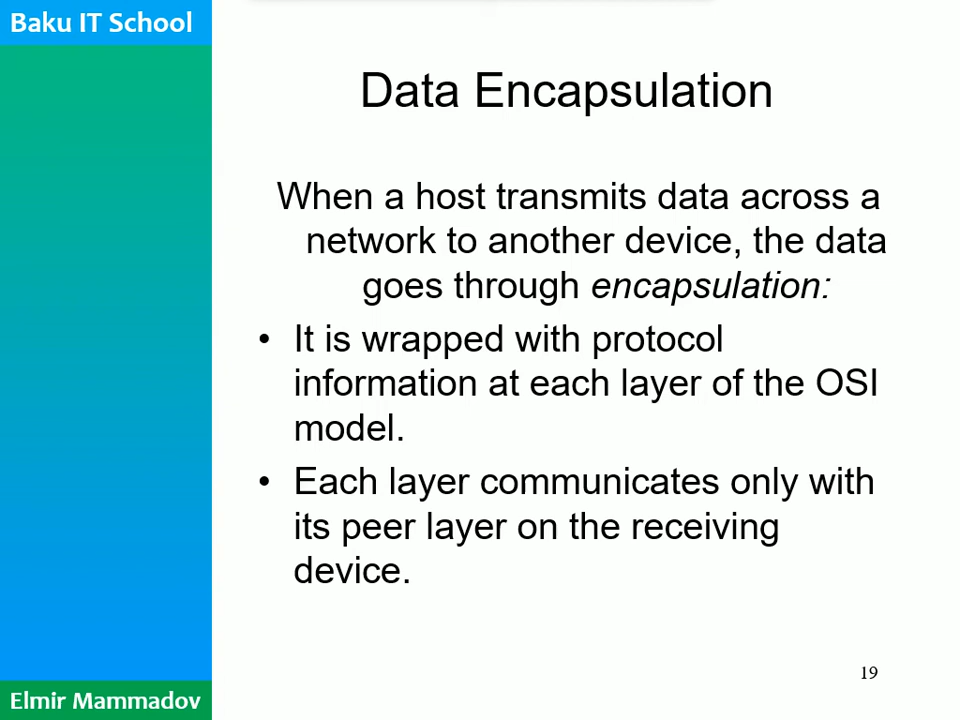 Baku IT School
Data Encapsulation
When a host transmits data across a
network to another device, the data
goes through encapsulation:
• It is wrapped with protocol
information at each layer of the OSI
model.
• Each layer communicates only with
its peer layer on the receiving
device.
19
Elmir Mammadov